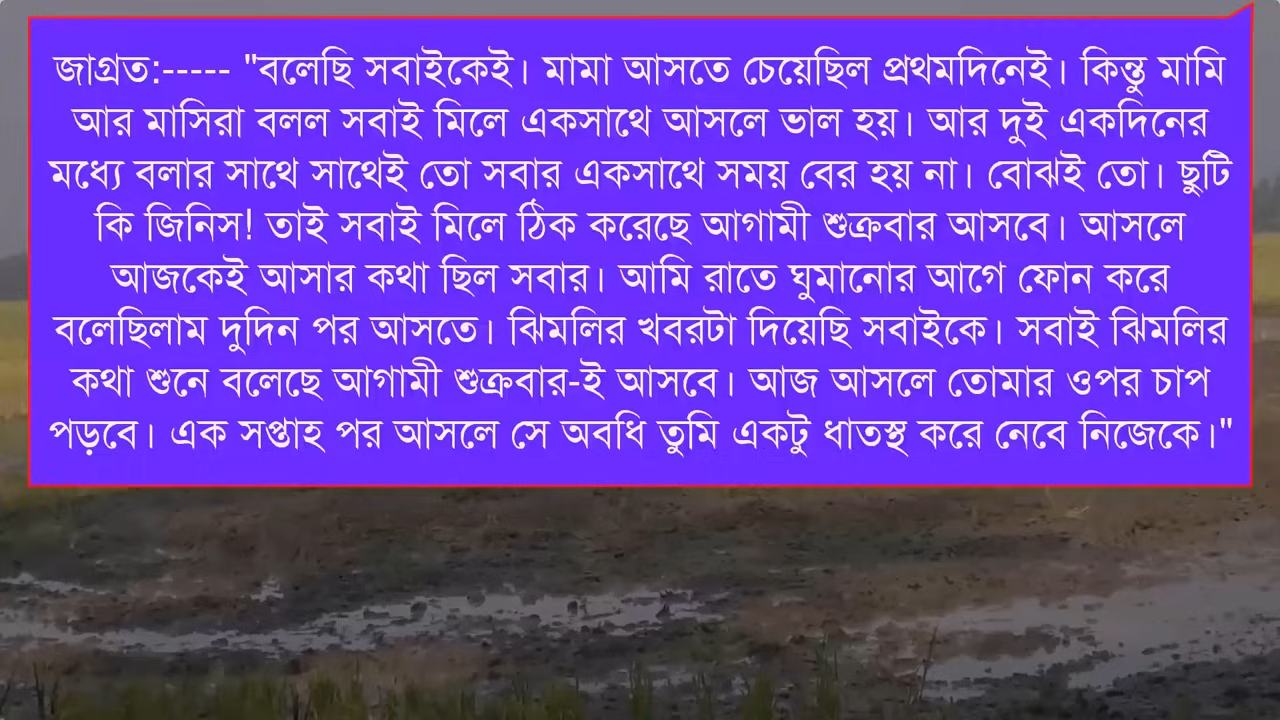 জাগ্রত:----- "বলেছি সবাইকেই। মামা আসতে চেয়েছিল প্রথমদিনেই। কিন্তু মামি
আর মাসিরা বলল সবাই মিলে একসাথে আসলে ভাল হয়। আর দুই একদিনের
মধ্যে বলার সাথে সাথেই তো সবার একসাথে সময় বের হয় না। বোঝই তো। ছুটি
কি জিনিস! তাই সবাই মিলে ঠিক করেছে আগামী শুক্রবার আসবে। আসলে
আজকেই আসার কথা ছিল সবার। আমি রাতে ঘুমানোর আগে ফোন করে
বলেছিলাম দুদিন পর আসতে। ঝিমলির খবরটা দিয়েছি সবাইকে। সবাই ঝিমলির
কথা শুনে বলেছে আগামী শুক্রবার-ই আসবে। আজ আসলে তোমার ওপর চাপ
পড়বে। এক সপ্তাহ পর আসলে সে অবধি তুমি একটু ধাতস্থ করে নেবে নিজেকে।"